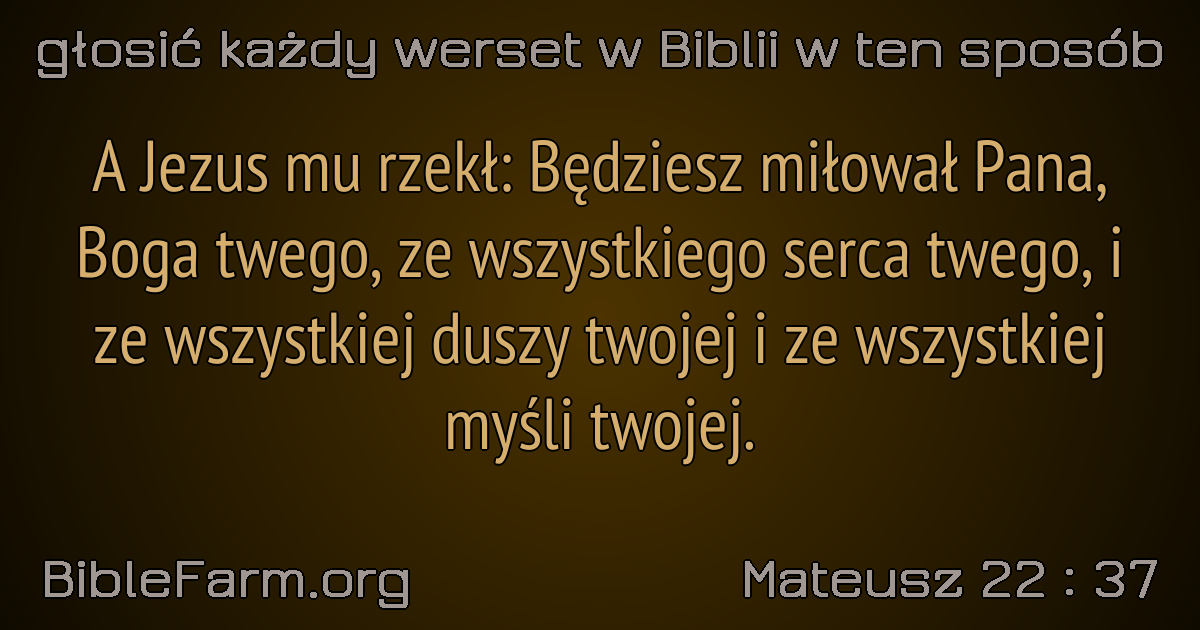 głosić każdy werset w Biblii w ten sposób
A Jezus mu rzekł: Będziesz miłował Pana,
Boga twego, ze wszystkiego serca twego, i
ze wszystkiej duszy twojej i ze wszystkiej
myśli twojej.
BibleFarm.org
Mateusz 22 : 37